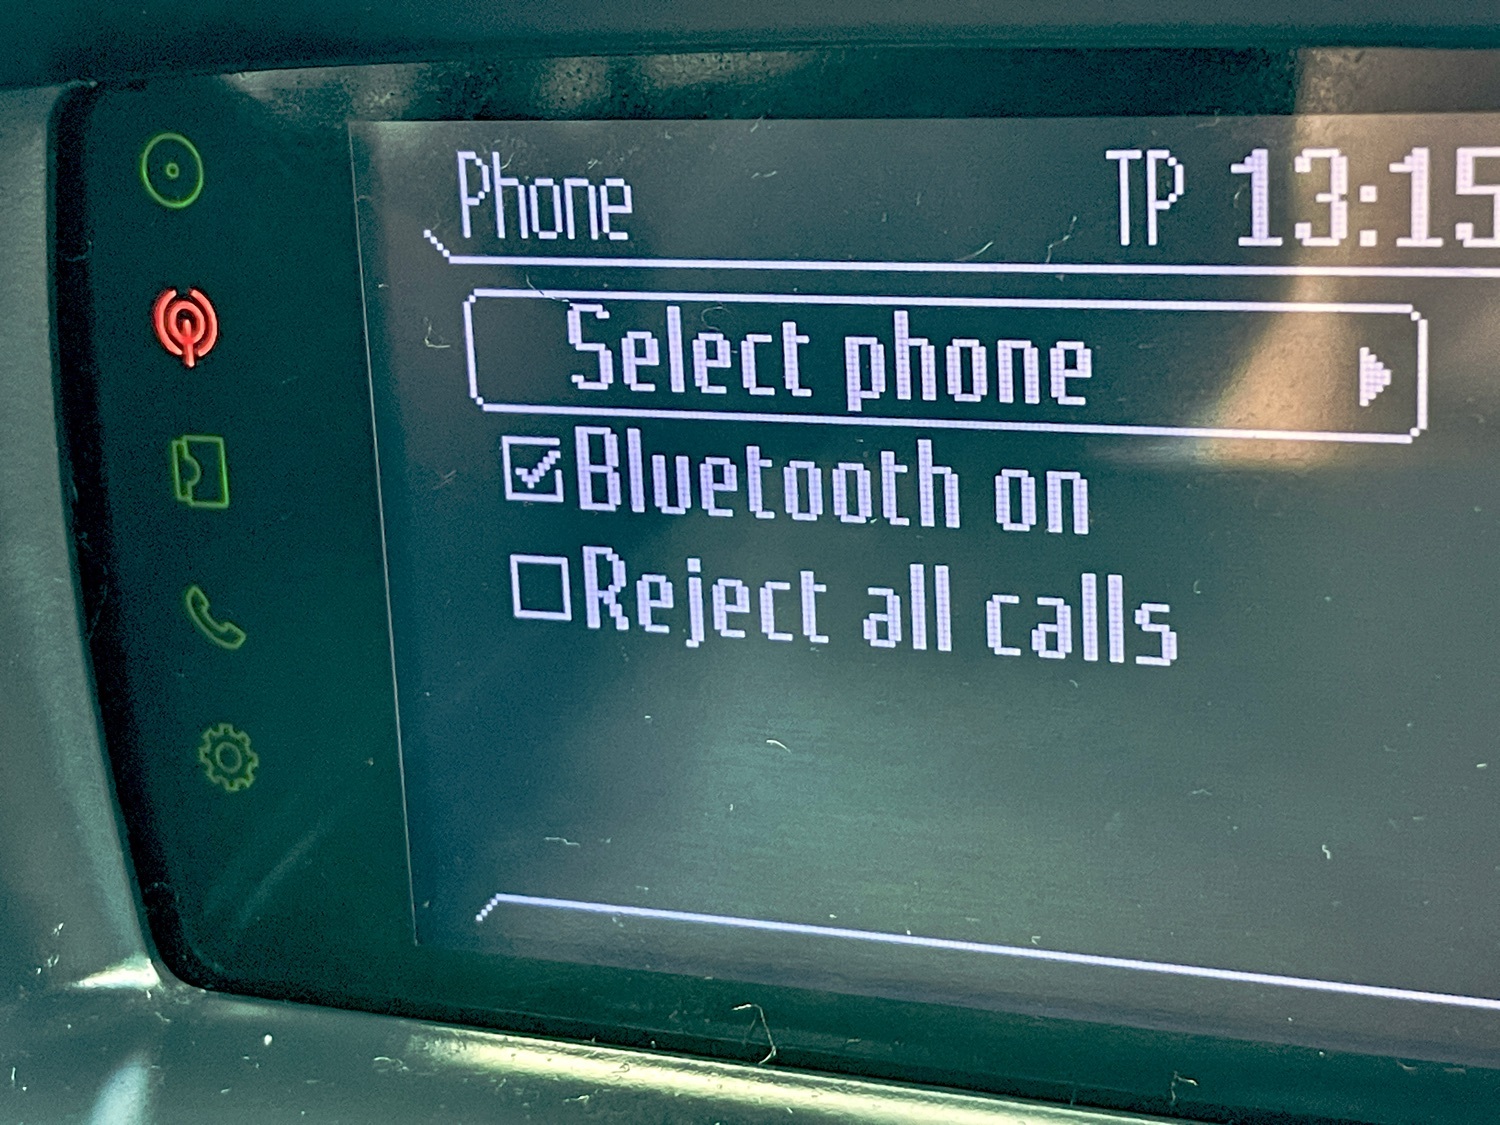 Phone TP 13:15
Select phone
Bluetooth on
Reject all calls